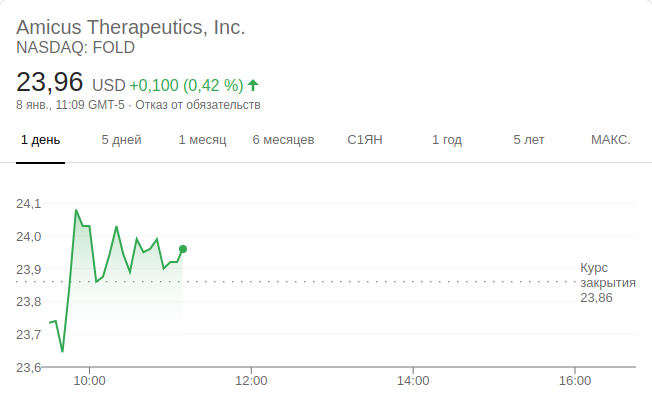 Amicus Therapeutics, Inc.
NASDAQ: FOLD
23,96 USD +0,100 (0,42 %)
8 янв., 11:09 GMT-5 · Отказ от обязательств
1 день 5 дней 1 месяц 6 месяцев С1ЯН 1 год 5 лет МАКС.
24,1
24,0
23,9
23,8
23,7
23,6
Курс
закрытия
23,86
10:00 12:00 14:00 16:00